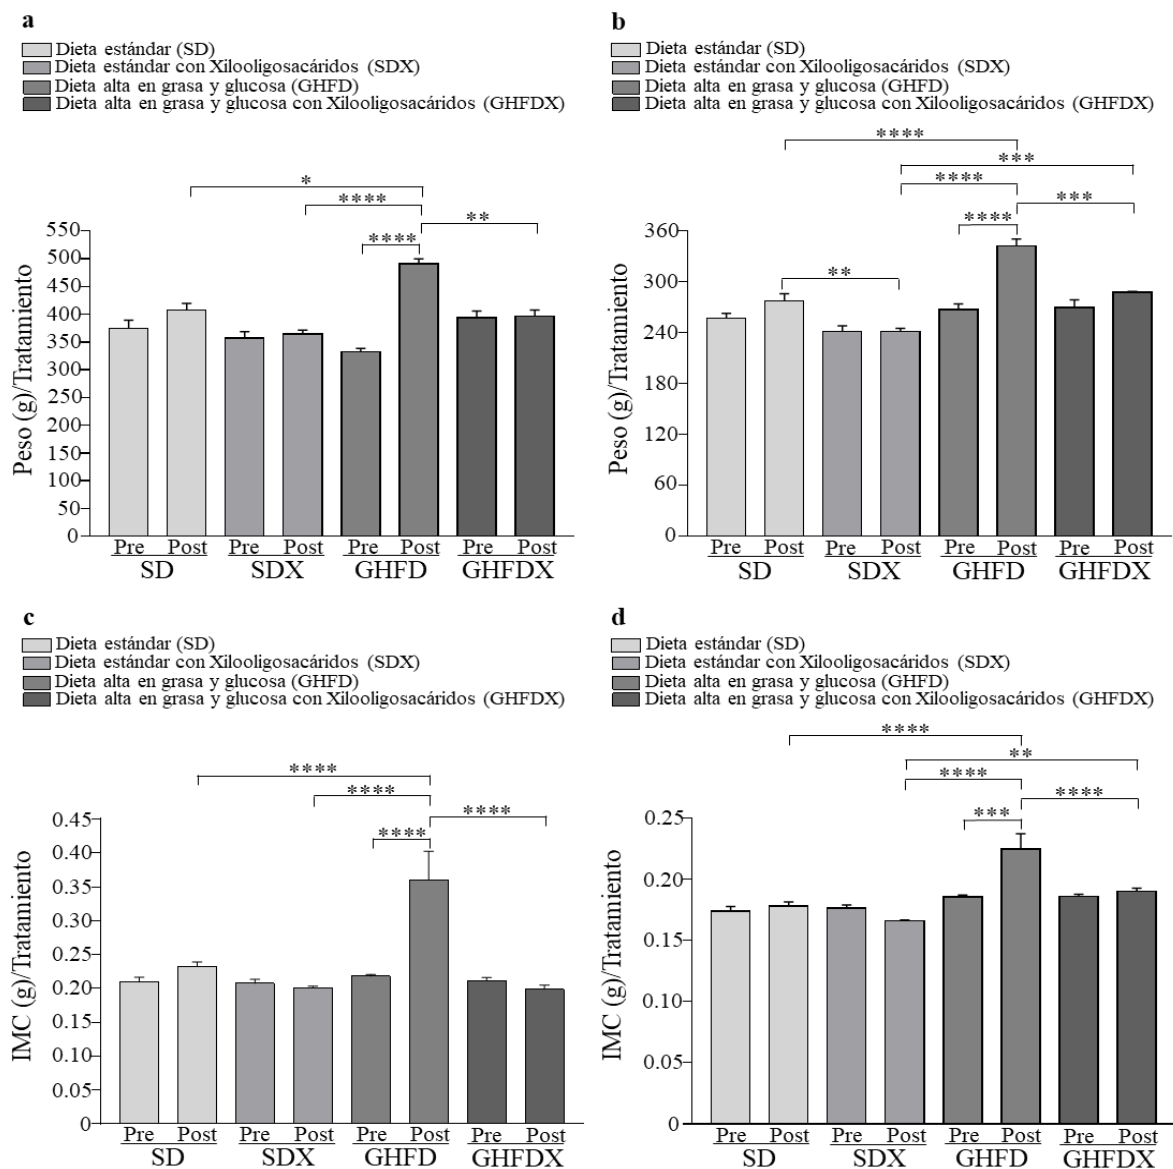 a
Dieta estándar (SD)
Dieta estándar con Xilooligosacáridos (SDX)
Dieta alta en grasa y glucosa (GHFD)
Dieta alta en grasa y glucosa con Xilooligosacáridos (GHFDX)
*
****
**
****
Peso (g)/Tratamiento
550
500
450
400
350
300
250
200
150
100
50
0
Pre Post Pre Post Pre Post Pre Post
SD SDX GHFD GHFDX
b
Dieta estándar (SD)
Dieta estándar con Xilooligosacáridos (SDX)
Dieta alta en grasa y glucosa (GHFD)
Dieta alta en grasa y glucosa con Xilooligosacáridos (GHFDX)
****
***
****
***
****
**
Peso (g)/Tratamiento
360
300
240
180
120
60
0
Pre Post Pre Post Pre Post Pre Post
SD SDX GHFD GHFDX
c
Dieta estándar (SD)
Dieta estándar con Xilooligosacáridos (SDX)
Dieta alta en grasa y glucosa (GHFD)
Dieta alta en grasa y glucosa con Xilooligosacáridos (GHFDX)
****
****
****
****
IMC (g)/Tratamiento
0.45
0.40
0.35
0.30
0.25
0.20
0.15
0.10
0.05
0
Pre Post Pre Post Pre Post Pre Post
SD SDX GHFD GHFDX
d
Dieta estándar (SD)
Dieta estándar con Xilooligosacáridos (SDX)
Dieta alta en grasa y glucosa (GHFD)
Dieta alta en grasa y glucosa con Xilooligosacáridos (GHFDX)
****
**
****
****
***
IMC (g)/Tratamiento
0.25
0.20
0.15
0.10
0.05
0
Pre Post Pre Post Pre Post Pre Post
SD SDX GHFD GHFDX